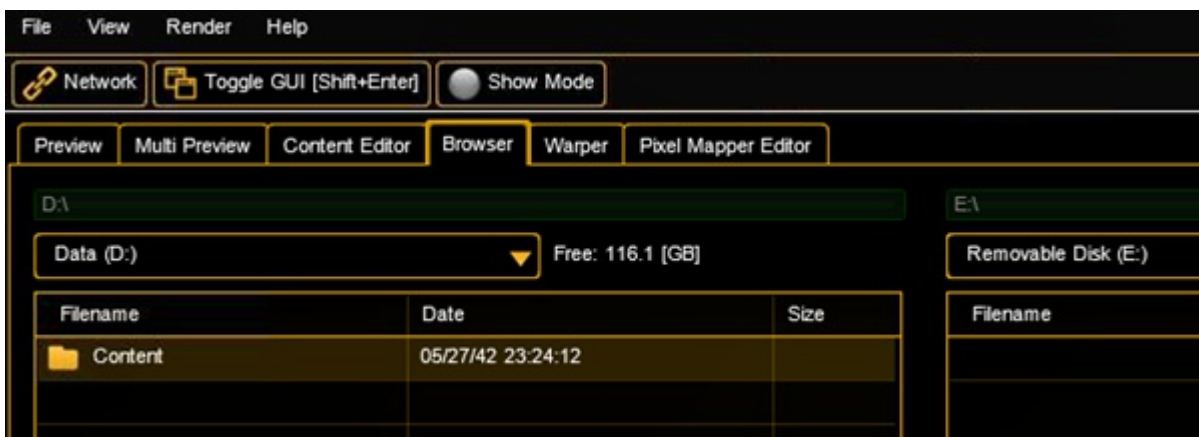 File View Render Help
Network Toggle GUI [Shift+Enter] Show Mode
Preview Multi Preview Content Editor Browser Warper Pixel Mapper Editor
D:\ E:\
Data (D:) Free: 116.1 [GB] Removable Disk (E:)
Filename Date Size Filename
Content 05/27/42 23:24:12